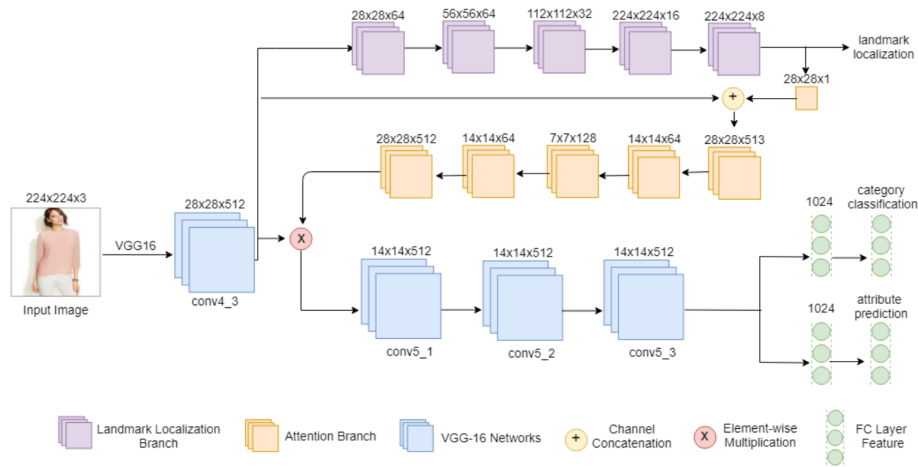 28x28x64
56x56x64
112x112x32
224x224x16
224x224x8
landmark
localization
28x28x1
+
28x28x512
14x14x64
7x7x128
14x14x64
28x28x513
224x224x3
28x28x512
VGG16
X
Input Image
conv4_3
14x14x512
14x14x512
14x14x512
conv5_1
conv5_2
conv5_3
1024
category
classification
1024
attribute
prediction
Landmark Localization
Branch
Attention Branch
VGG-16 Networks
+
Channel
Concatenation
X
Element-wise
Multiplication
FC Layer
Feature